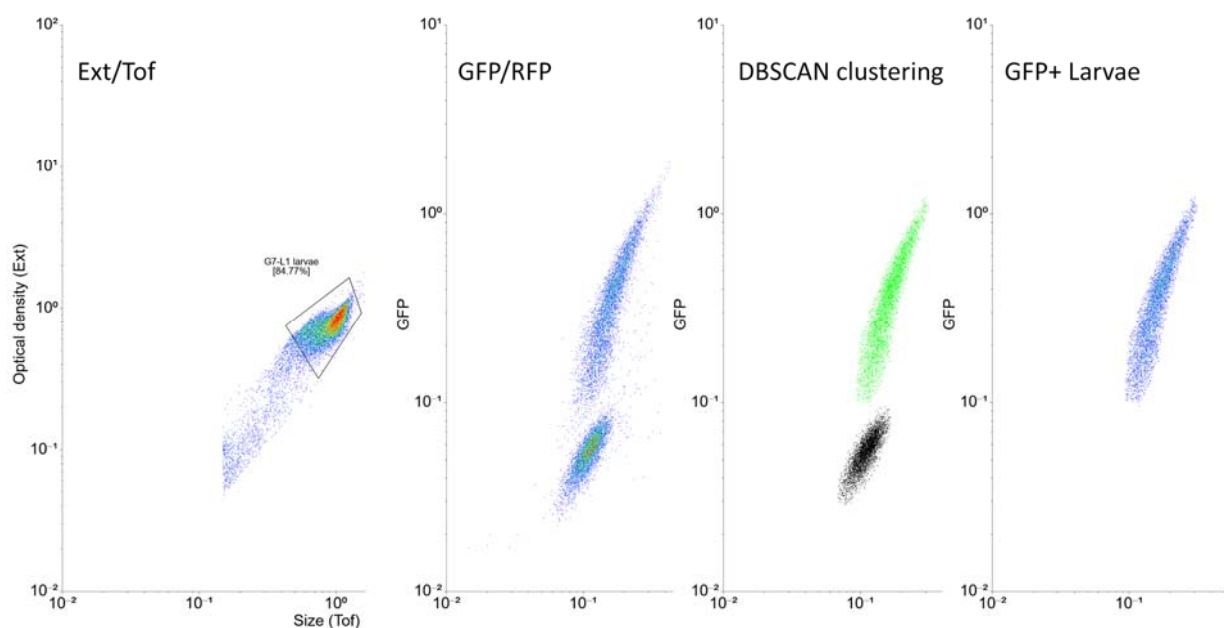 Ext/Tof
GFP/RFP
DBSCAN clustering
GFP+ Larvae
10²
10¹
10⁰
10⁻¹
10⁻²
Optical density (Ext)
G7-L1 larvae
[84.77%]
10⁻² 10⁻¹ 10⁰
Size (Tof)
10¹
10⁰
10⁻¹
10⁻²
GFP
10⁻² 10⁻¹
10¹
10⁰
10⁻¹
10⁻²
GFP
10⁻² 10⁻¹
10¹
10⁰
10⁻¹
10⁻²
GFP
10⁻² 10⁻¹